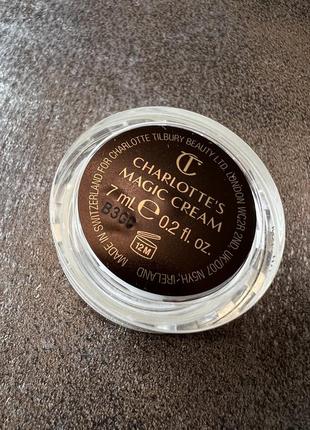 CT
CHARLOTTE'S
MAGIC CREAM
7 ml ℮ 0.2 fl. oz.
12M
MADE IN SWITZERLAND FOR CHARLOTTE TILBURY BEAUTY LTD. LONDON WC2R 2ND UK/D07 N5YH, IRELAND